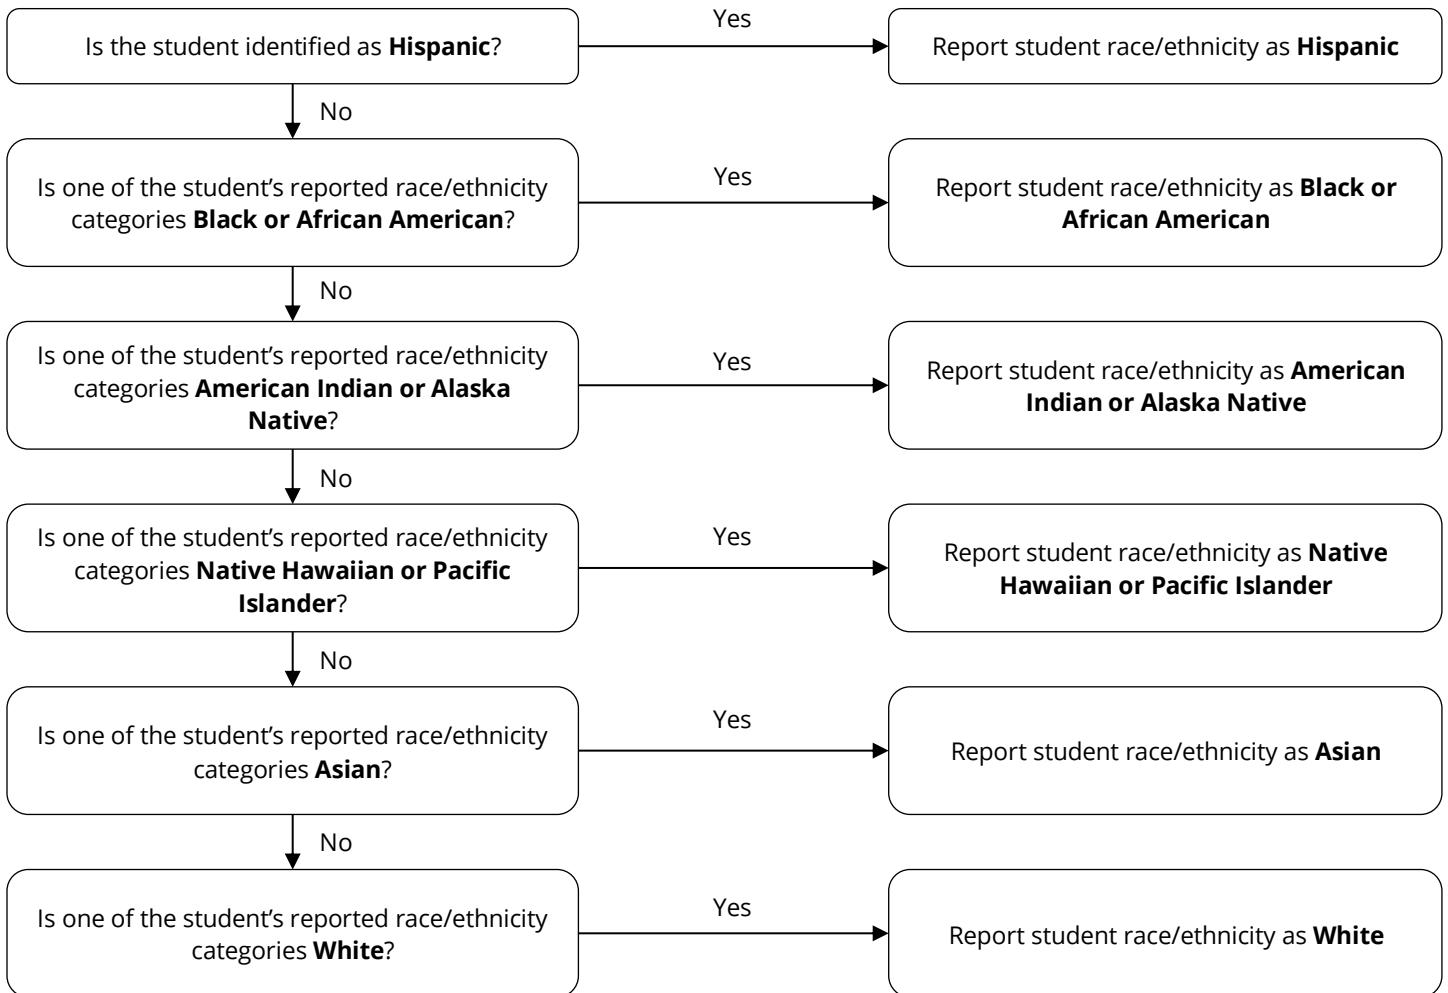 Is the student identified as Hispanic?
Yes
Report student race/ethnicity as Hispanic
No
Is one of the student’s reported race/ethnicity
categories Black or African American?
Yes
Report student race/ethnicity as Black or
African American
No
Is one of the student’s reported race/ethnicity
categories American Indian or Alaska
Native?
Yes
Report student race/ethnicity as American
Indian or Alaska Native
No
Is one of the student’s reported race/ethnicity
categories Native Hawaiian or Pacific
Islander?
Yes
Report student race/ethnicity as Native
Hawaiian or Pacific Islander
No
Is one of the student’s reported race/ethnicity
categories Asian?
Yes
Report student race/ethnicity as Asian
No
Is one of the student’s reported race/ethnicity
categories White?
Yes
Report student race/ethnicity as White